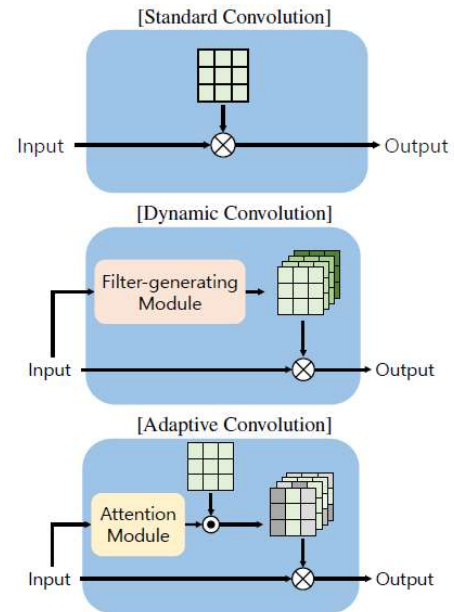 [Standard Convolution]
Input
Output
[Dynamic Convolution]
Filter-generating
Module
Input
Output
[Adaptive Convolution]
Attention
Module
Input
Output